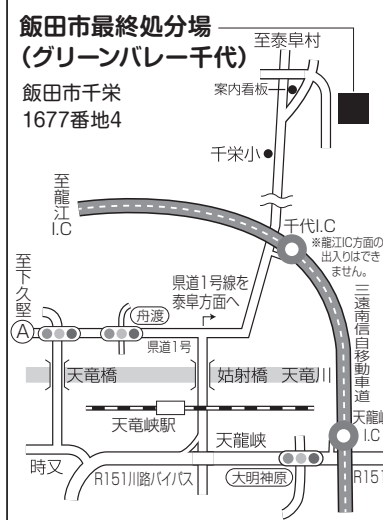 飯田市最終処分場
(グリーンバレー千代)
飯田市千栄
1677番地4
至泰阜村
案内看板
千栄小
至龍江I.C
千代I.C
※龍江IC方面の
出入りはでき
ません。
至下久堅
県道1号線を
泰阜方面へ
三遠南信自動車道
舟渡
A
県道1号
天竜橋
姑射橋
天竜川
天竜峡駅
天龍峡
天龍峡
I.C
時又
R151川路バイパス
大明神原
R151